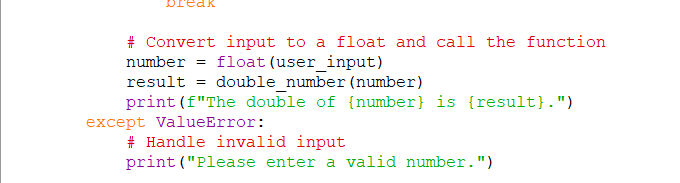 break
# Convert input to a float and call the function
number = float(user_input)
result = double_number(number)
print(f"The double of {number} is {result}.")
except ValueError:
# Handle invalid input
print("Please enter a valid number.")